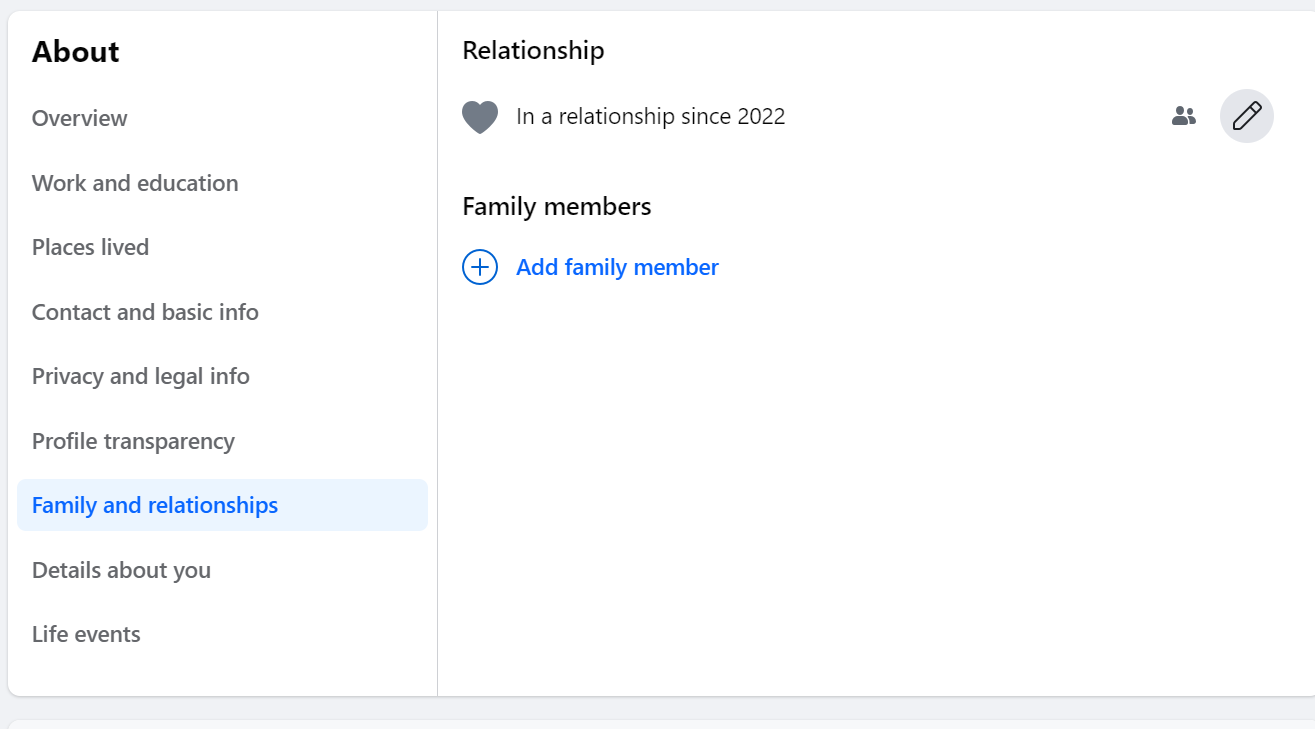 About
Overview
Work and education
Places lived
Contact and basic info
Privacy and legal info
Profile transparency
Family and relationships
Details about you
Life events
Relationship
In a relationship since 2022
Family members
Add family member